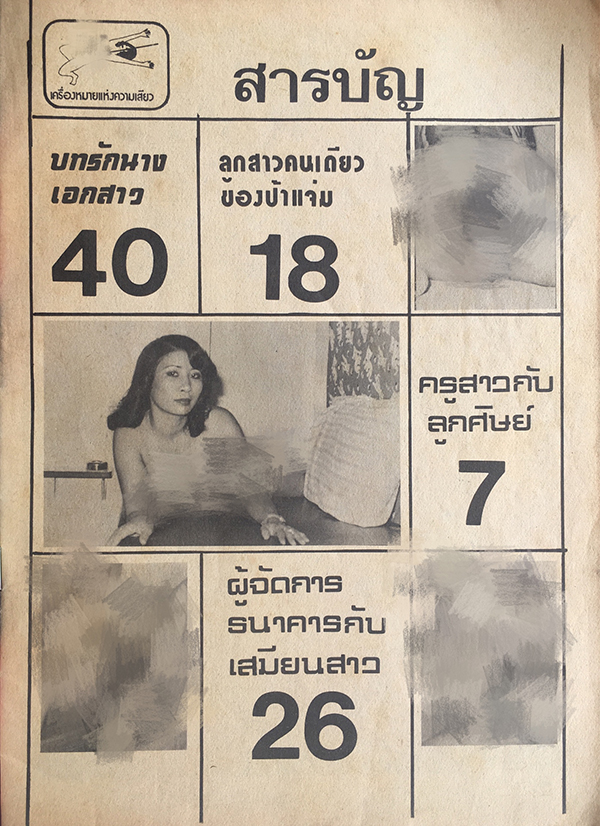 เครื่องหมายแห่งความเสียว
สารบัญ
บทรักนาง
เอกสาว
40
ลูกสาวคนเดียว
ของป้าแจ่ม
18
ครูสาวกับ
ลูกศิษย์
7
ผู้จัดการ
ธนาคารกับ
เสมียนสาว
26